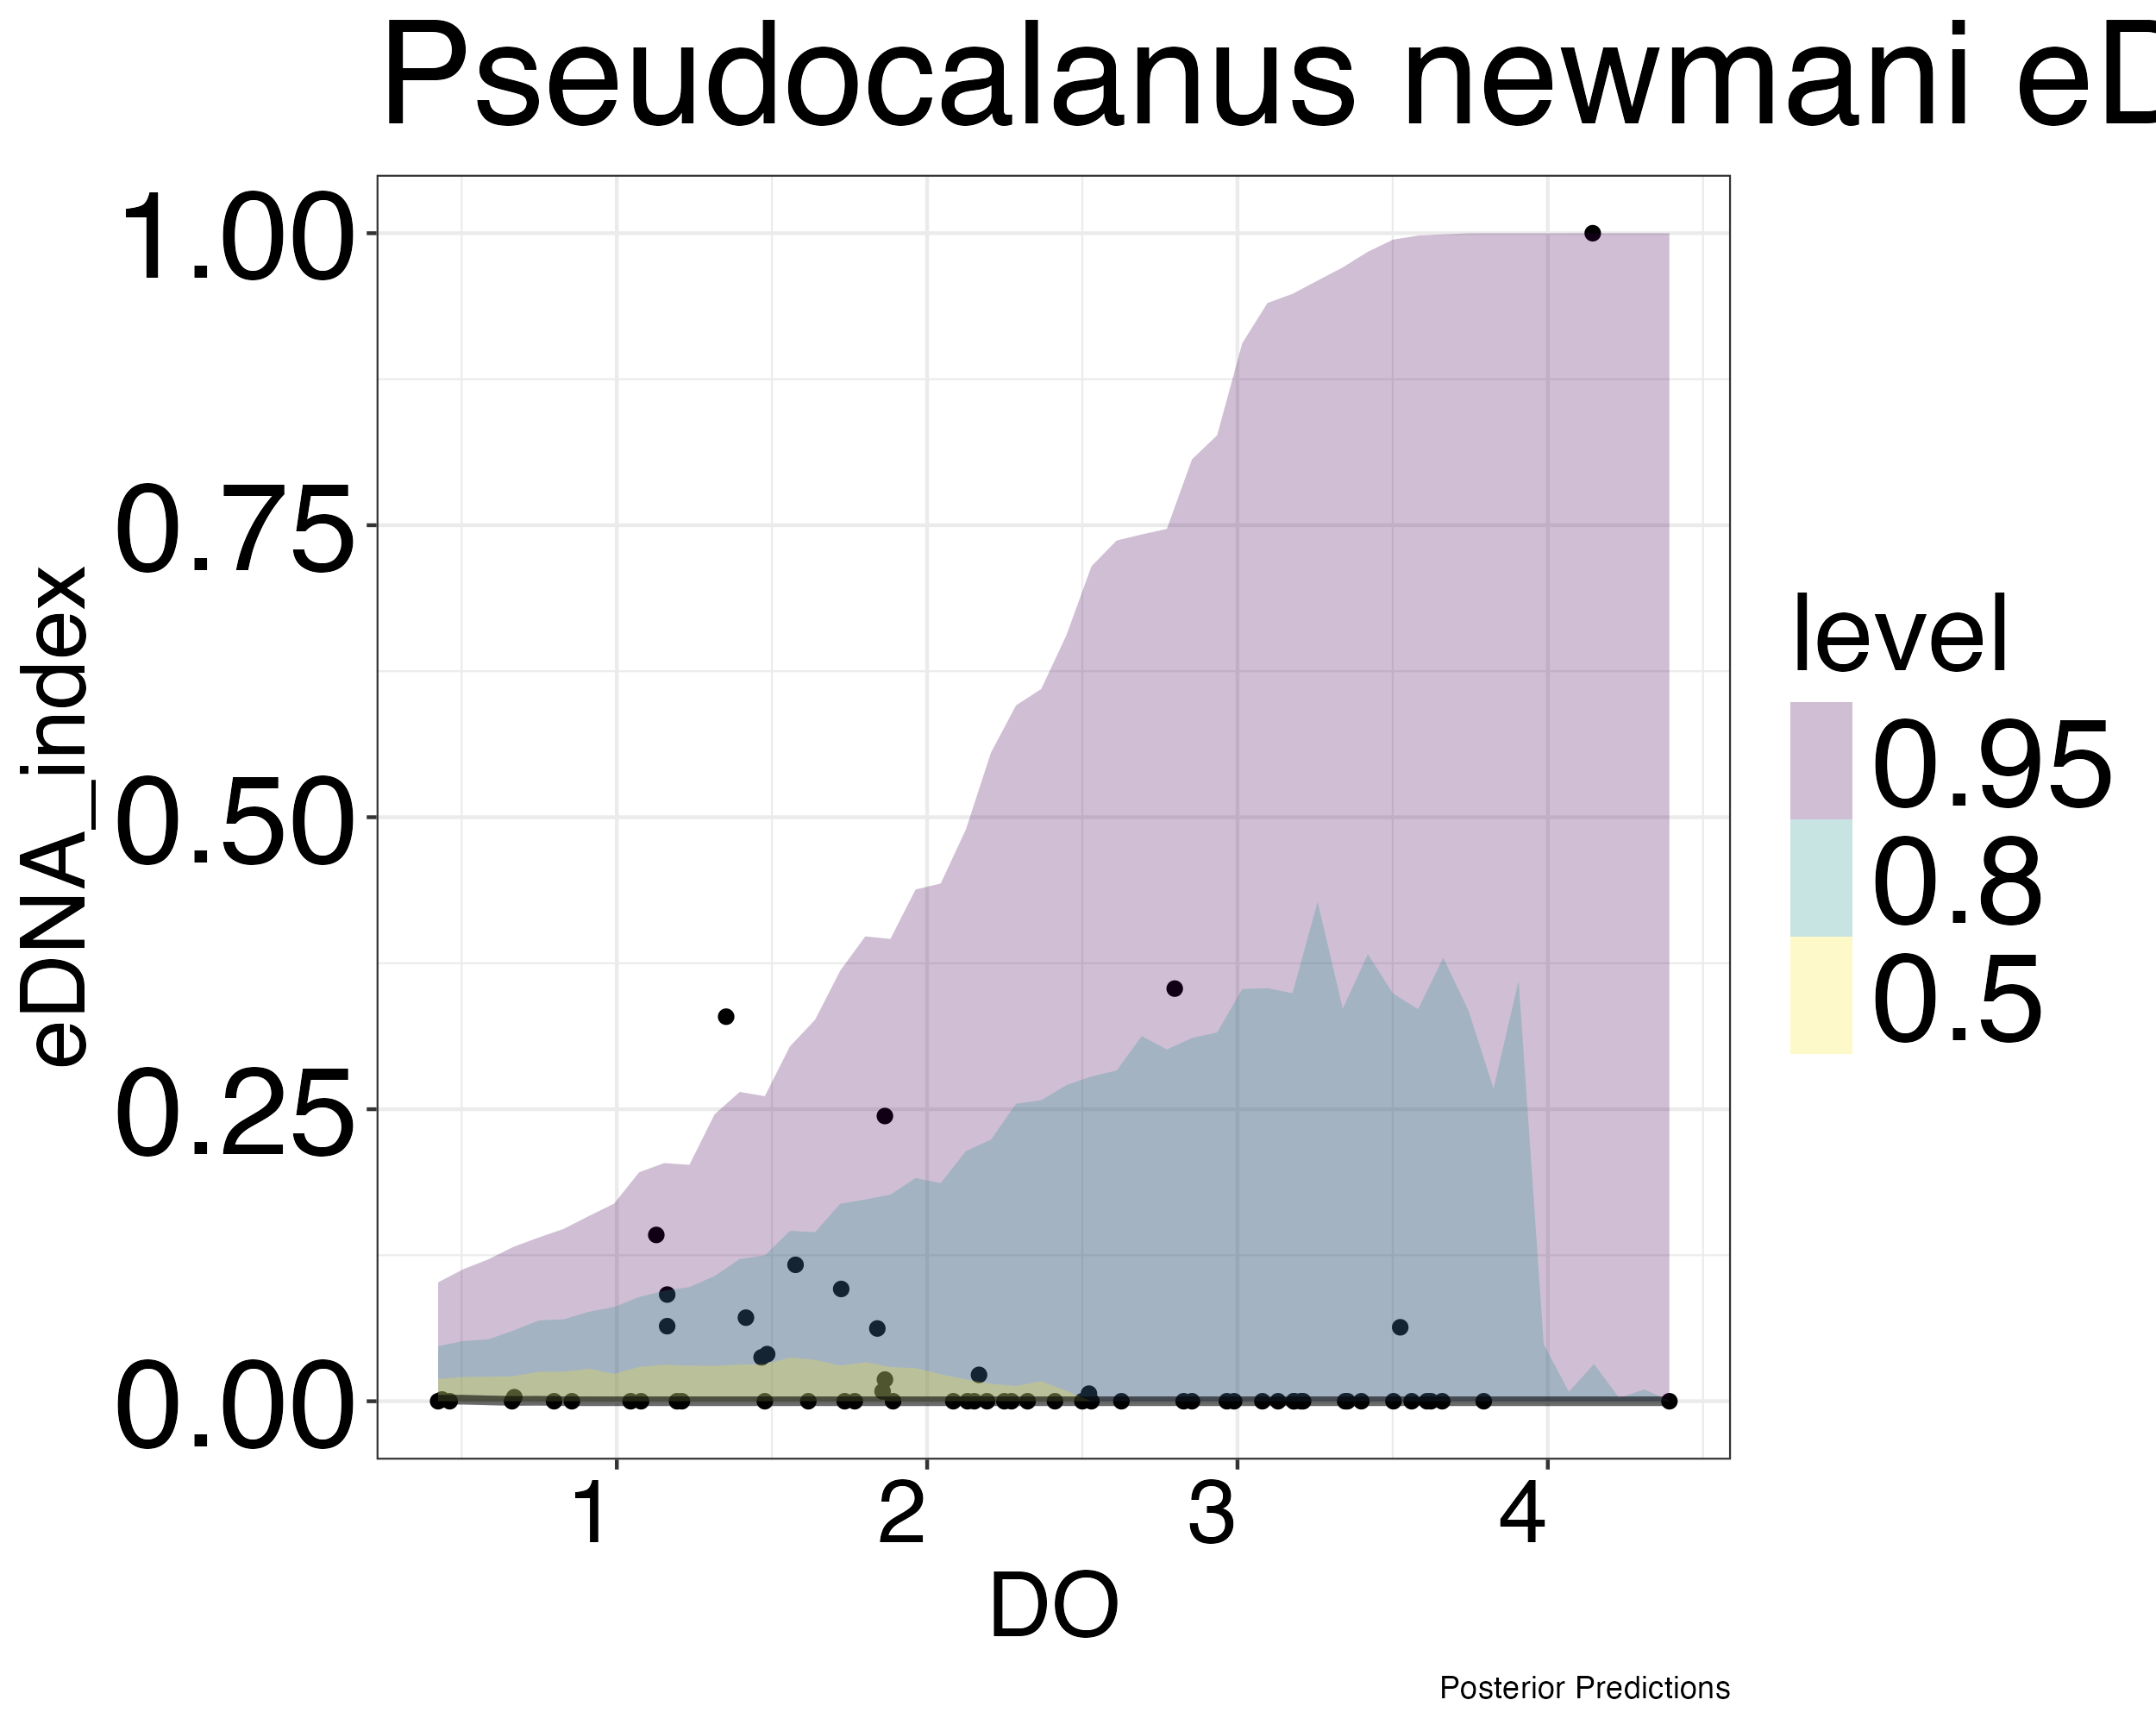 Pseudocalanus newmani eD
1.00
0.75
0.50
0.25
0.00
eDNA_index
1 2 3 4
DO
level
0.95
0.8
0.5
Posterior Predictions